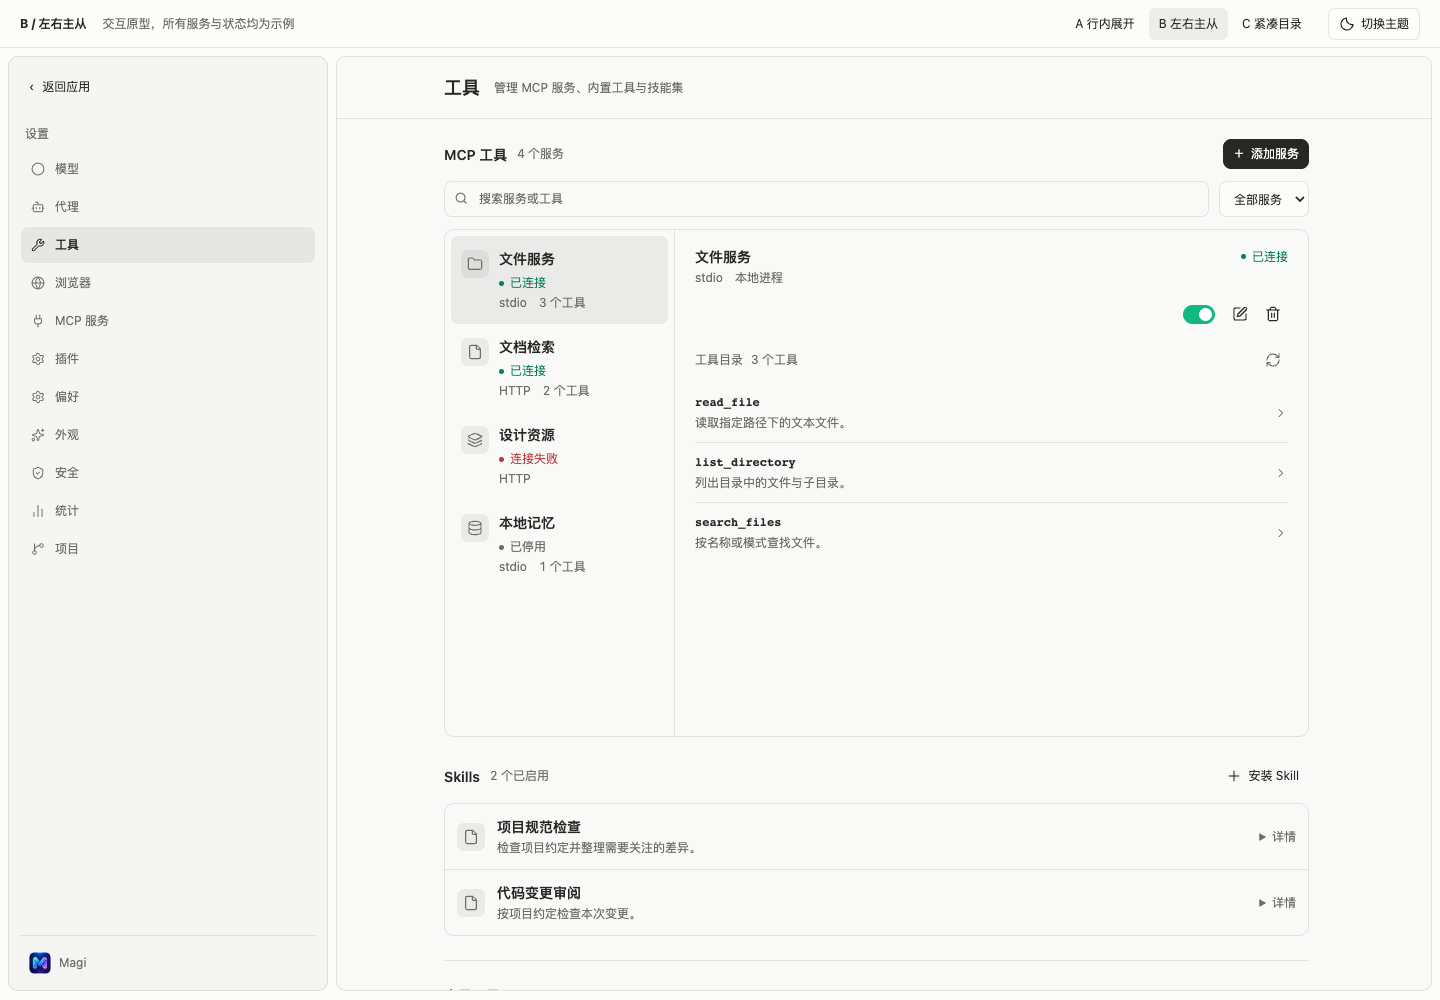 B / 左右主从 交互原型，所有服务与状态均为示例 A 行内展开 B 左右主从 C 紧凑目录 切换主题
‹ 返回应用
设置
模型
代理
工具
浏览器
MCP 服务
插件
偏好
外观
安全
统计
项目
Magi
工具 管理 MCP 服务、内置工具与技能集
MCP 工具 4 个服务 + 添加服务
搜索服务或工具 全部服务
文件服务
已连接
stdio 3 个工具
文档检索
已连接
HTTP 2 个工具
设计资源
连接失败
HTTP
本地记忆
已停用
stdio 1 个工具
文件服务 已连接
stdio 本地进程
工具目录 3 个工具
read_file
读取指定路径下的文本文件。
list_directory
列出目录中的文件与子目录。
search_files
按名称或模式查找文件。
Skills 2 个已启用 + 安装 Skill
项目规范检查
检查项目约定并整理需要关注的差异。
▶ 详情
代码变更审阅
按项目约定检查本次变更。
▶ 详情